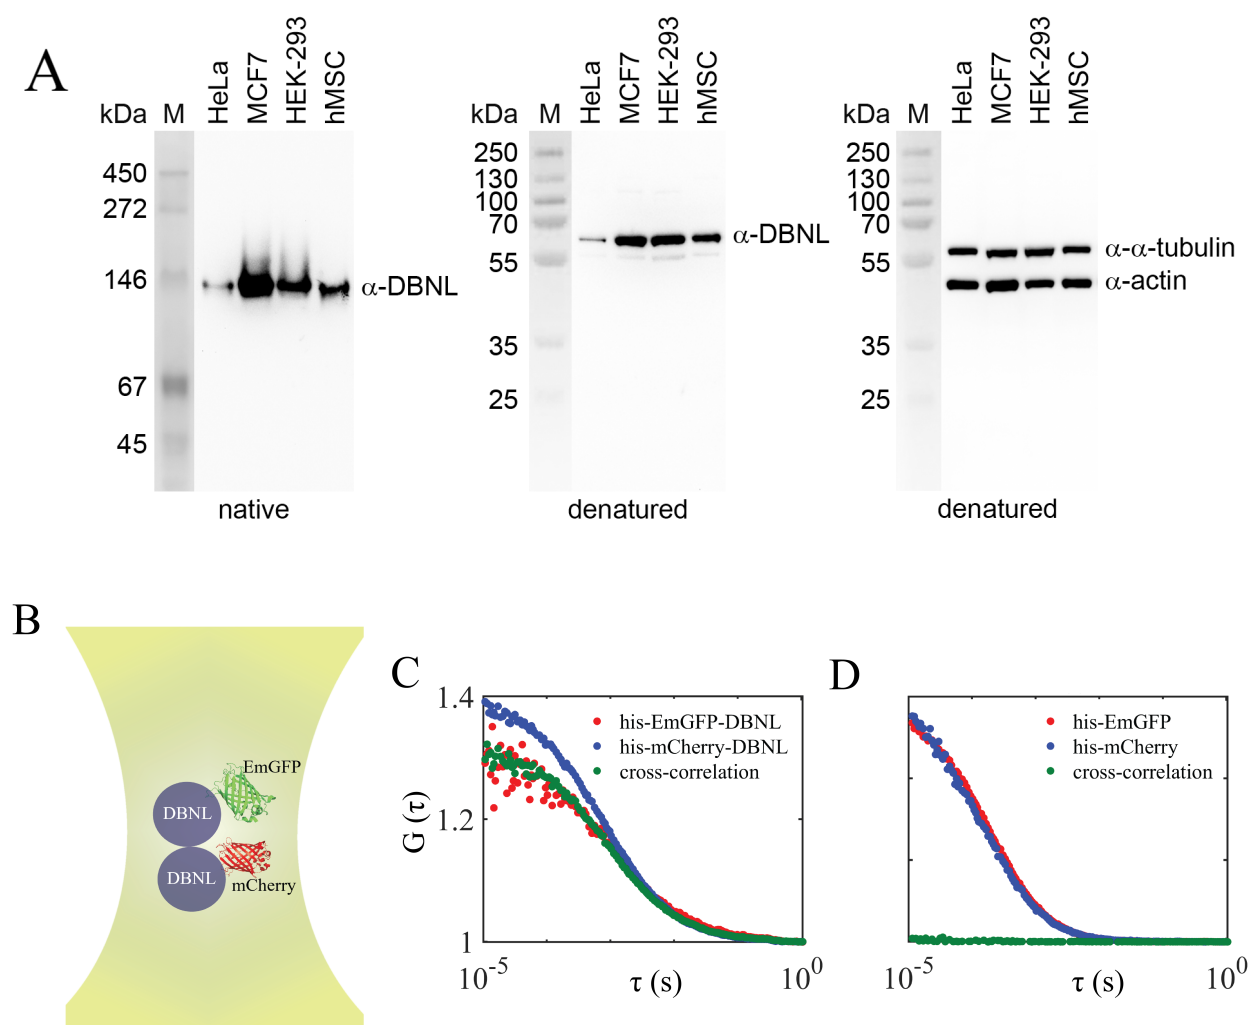 A
kDa M HeLa MCF7 HEK-293 hMSC
450
272
146
67
45
α-DBNL
native
kDa M HeLa MCF7 HEK-293 hMSC
250
130
100
70
55
35
25
α-DBNL
denatured
kDa M HeLa MCF7 HEK-293 hMSC
250
130
100
70
55
35
25
α-α-tubulin
α-actin
denatured
B
EmGFP
DBNL
DBNL
mCherry
C
1.4
1.2
1
G (τ)
his-EmGFP-DBNL
his-mCherry-DBNL
cross-correlation
10⁻⁵ τ (s) 10⁰
D
his-EmGFP
his-mCherry
cross-correlation
10⁻⁵ τ (s) 10⁰